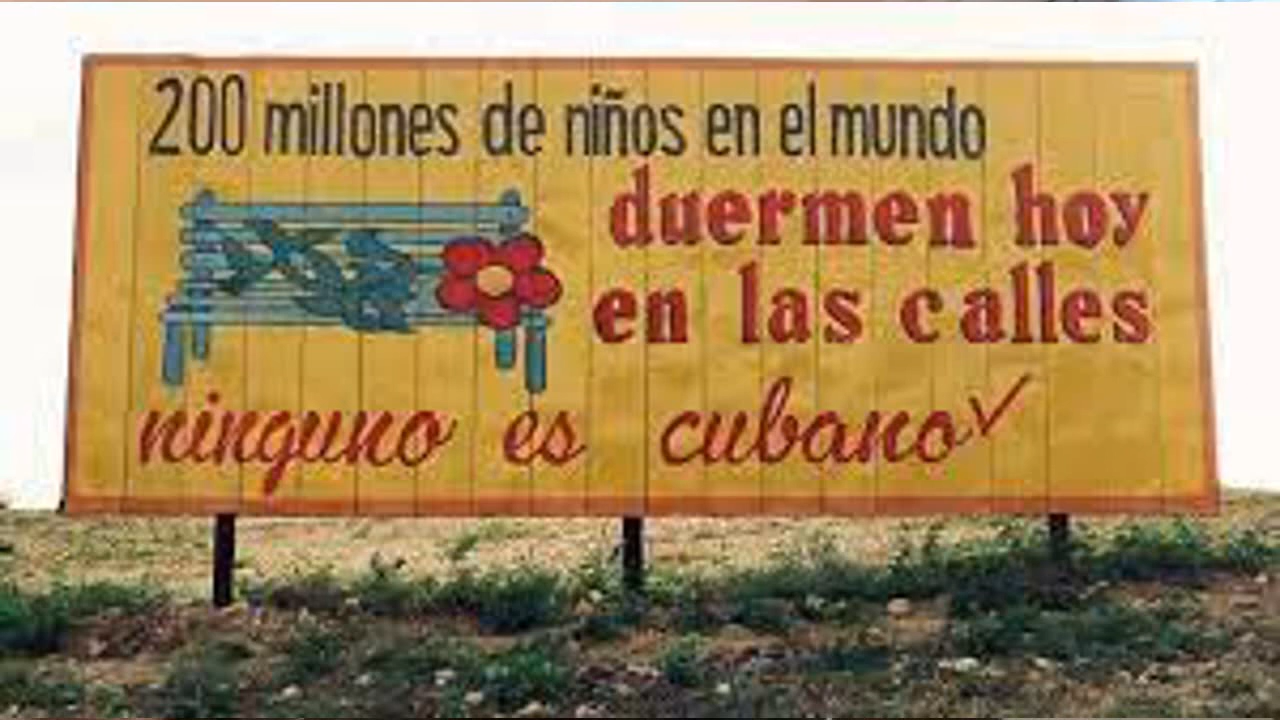 200 millones de niños en el mundo
duermen hoy
en las calles
ninguno es cubano